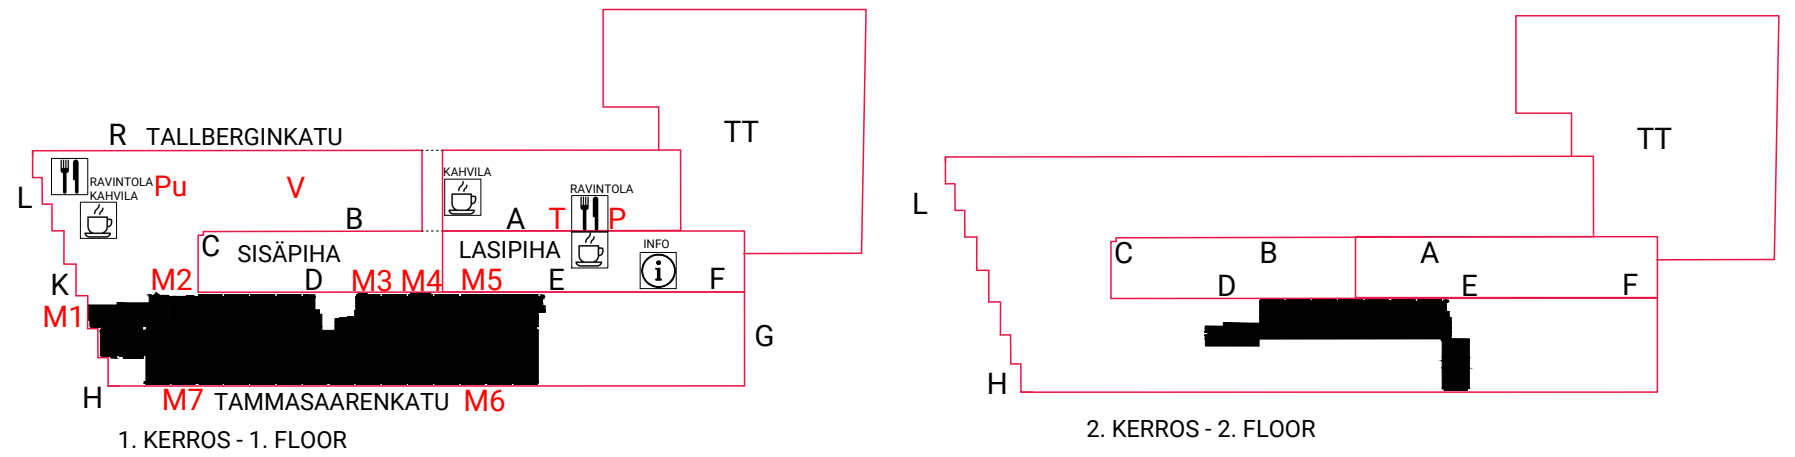 R TALLBERGINKATU
TT
RAVINTOLA
KAHVILA
Pu
V
KAHVILA
RAVINTOLA
L
B
A
T
P
C
SISÄPIHA
LASIPIHA
INFO
i
K
M2
D
M3
M4
M5
E
F
M1
G
H
M7
TAMMASAARENKATU
M6
1. KERROS - 1. FLOOR
TT
L
C
B
A
D
E
F
H
2. KERROS - 2. FLOOR